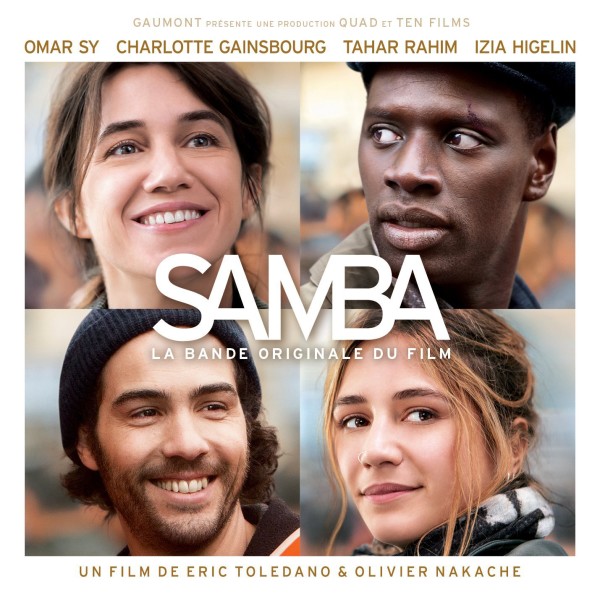 GAUMONT PRÉSENTE UNE PRODUCTION QUAD ET TEN FILMS
OMAR SY CHARLOTTE GAINSBOURG TAHAR RAHIM IZIA HIGELIN
SAMBA
LA BANDE ORIGINALE DU FILM
UN FILM DE ERIC TOLEDANO & OLIVIER NAKACHE